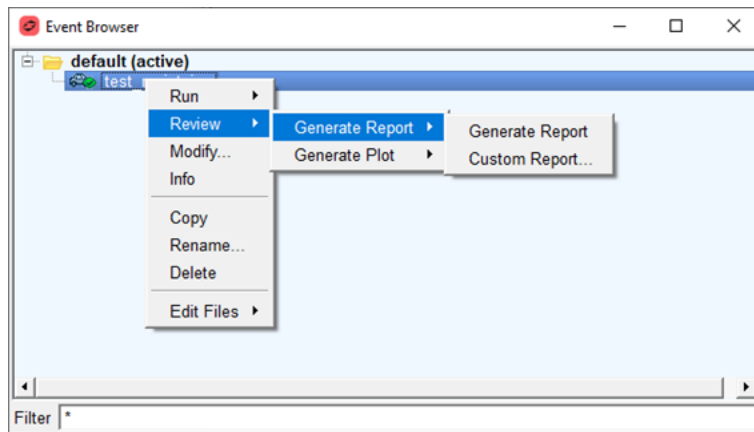 Event Browser
default (active)
test
Run
Review
Modify...
Info
Copy
Rename...
Delete
Edit Files
Generate Report
Generate Plot
Generate Report
Custom Report...
Filter *